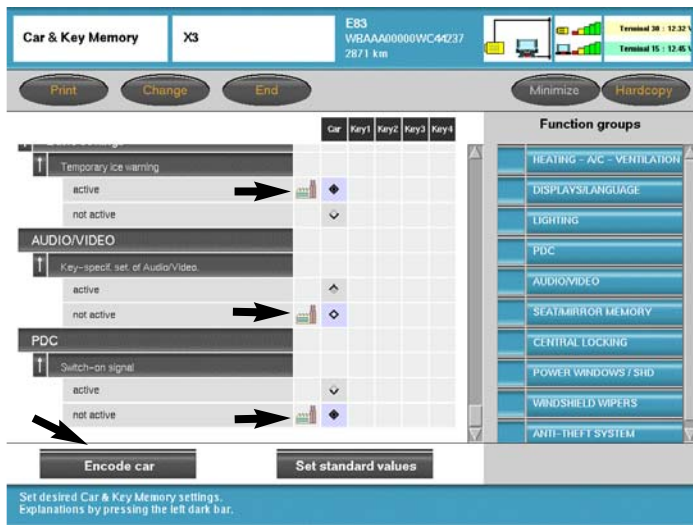 Car & Key Memory
X3
E83
WBAAA00000WC44237
2871 km
Terminal 30 : 12.32 V
Terminal 15 : 12.45 V
Print
Change
End
Minimize
Hardcopy
Car Key1 Key2 Key3 Key4
Function groups
Temporary ice warning
active
not active
AUDIO/VIDEO
Key-specif. set. of Audio/Video.
active
not active
PDC
Switch-on signal
active
not active
HEATING - A/C - VENTILATION
DISPLAYS/LANGUAGE
LIGHTING
PDC
AUDIO/VIDEO
SEAT/MIRROR MEMORY
CENTRAL LOCKING
POWER WINDOWS / SHD
WINDSHIELD WIPERS
ANTI-THEFT SYSTEM
Encode car
Set standard values
Set desired Car & Key Memory settings.
Explanations by pressing the left dark bar.